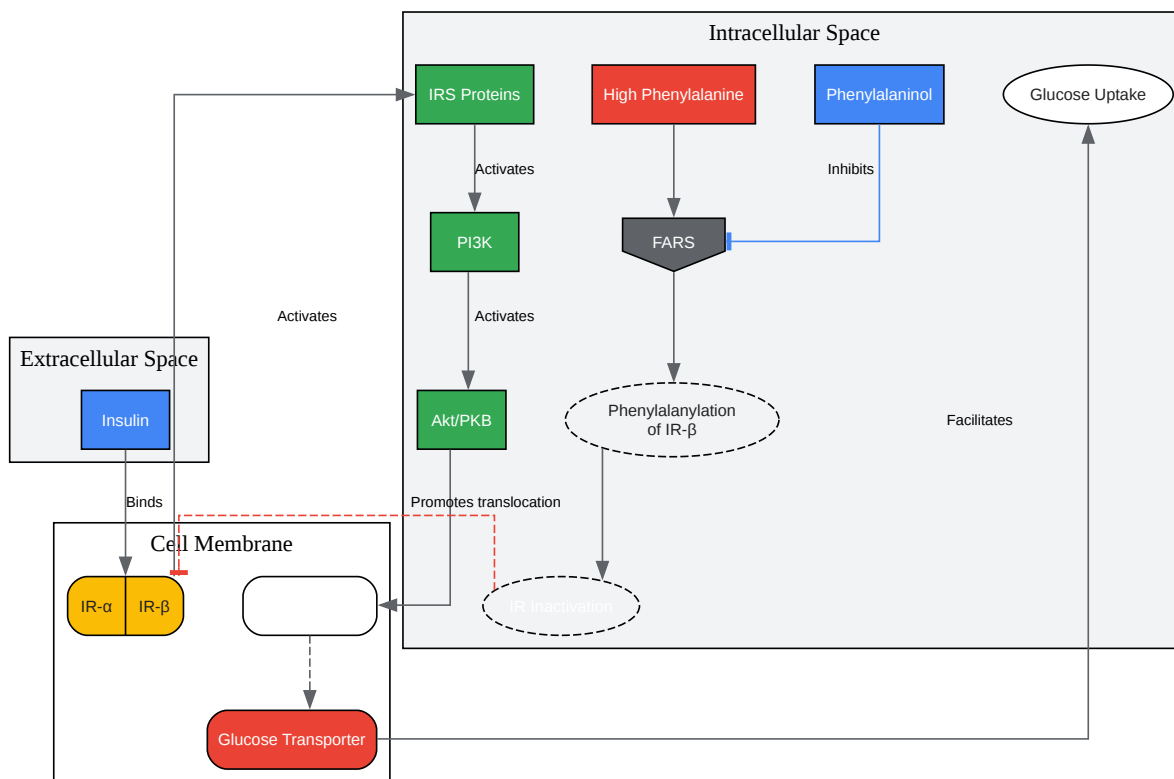 Intracellular Space
IRS Proteins
High Phenylalanine
Phenylalaninol
Glucose Uptake
Activates
Inhibits
PI3K
FARS
Activates
Activates
Extracellular Space
Insulin
Akt/PKB
Phenylalanylation
of IR-β
Facilitates
Binds
Promotes translocation
Cell Membrane
IR-α
IR-β
IR Inactivation
Glucose Transporter